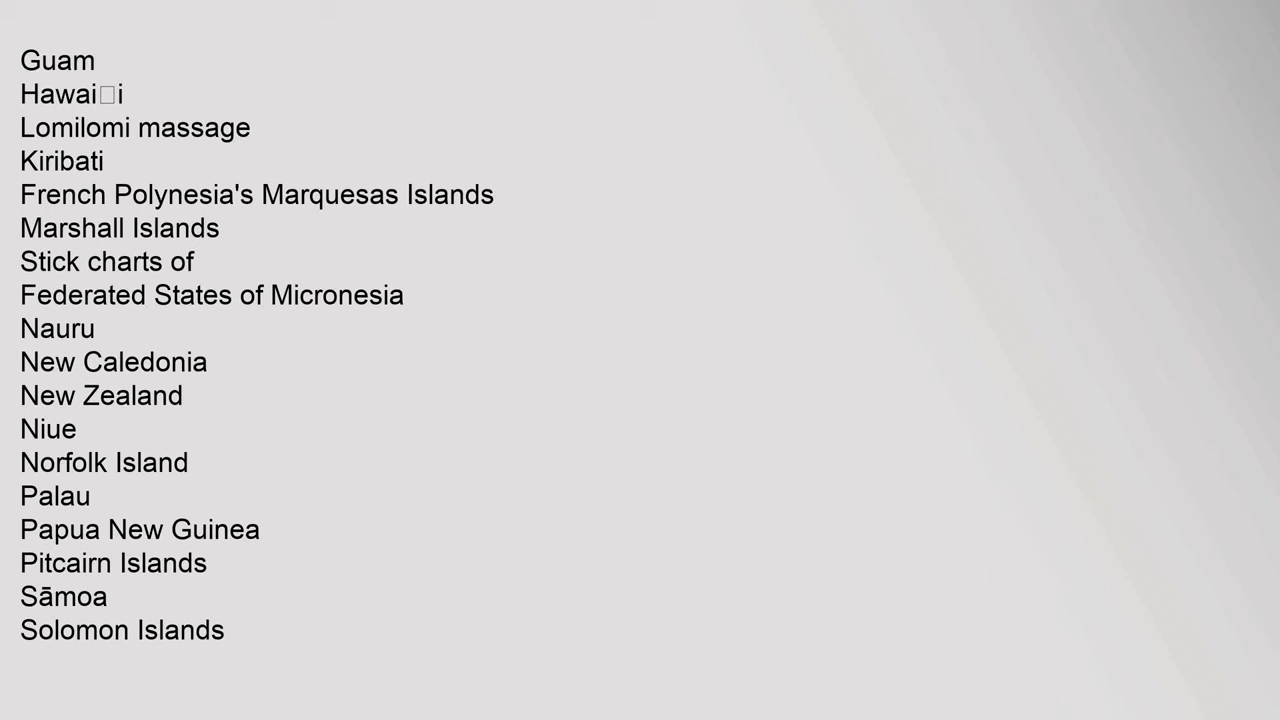 Guam
Hawai□i
Lomilomi massage
Kiribati
French Polynesia's Marquesas Islands
Marshall Islands
Stick charts of
Federated States of Micronesia
Nauru
New Caledonia
New Zealand
Niue
Norfolk Island
Palau
Papua New Guinea
Pitcairn Islands
Sāmoa
Solomon Islands